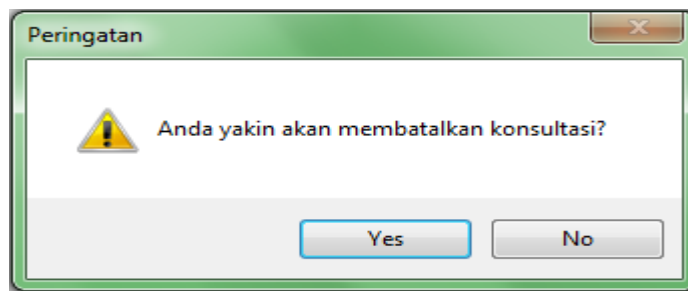 Peringatan
Anda yakin akan membatalkan konsultasi?
Yes No